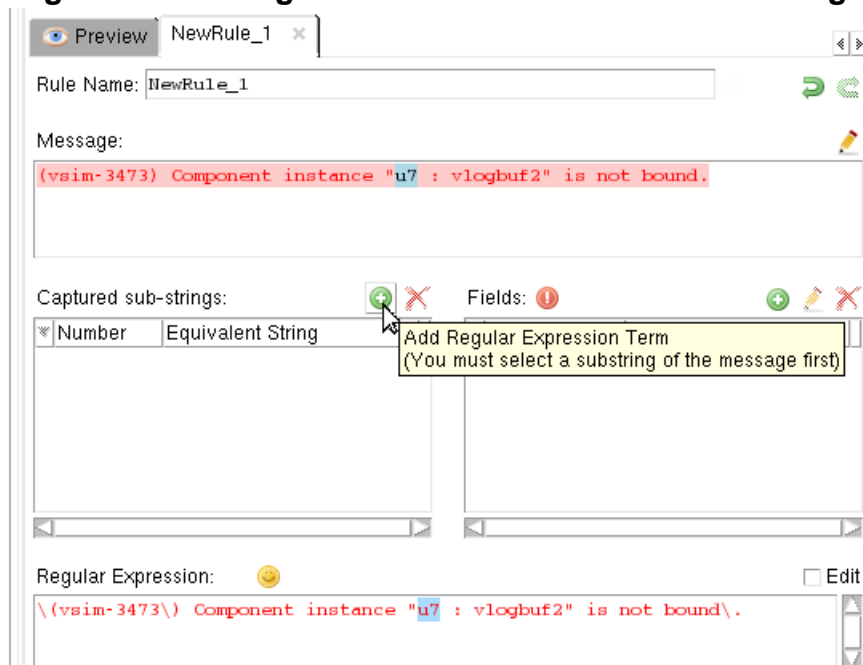 Preview NewRule_1
Rule Name: NewRule_1
Message:
(vsim-3473) Component instance "u7 : vlogbuf2" is not bound.
Captured sub-strings: Fields:
Number Equivalent String
Add Regular Expression Term
(You must select a substring of the message first)
Regular Expression: Edit
\(vsim-3473\) Component instance "u7 : vlogbuf2" is not bound\.